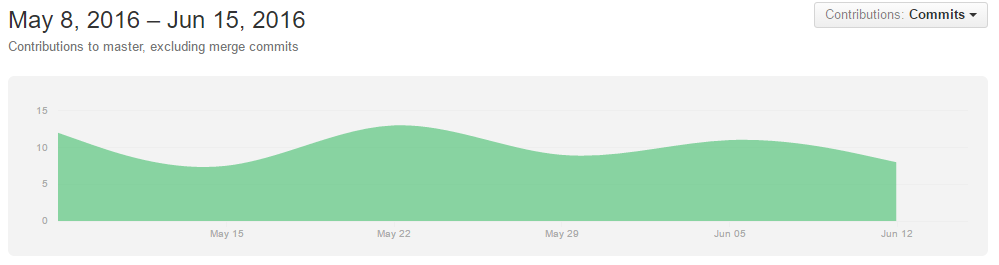 May 8, 2016 – Jun 15, 2016
Contributions: Commits
Contributions to master, excluding merge commits
15
10
5
0
May 15
May 22
May 29
Jun 05
Jun 12